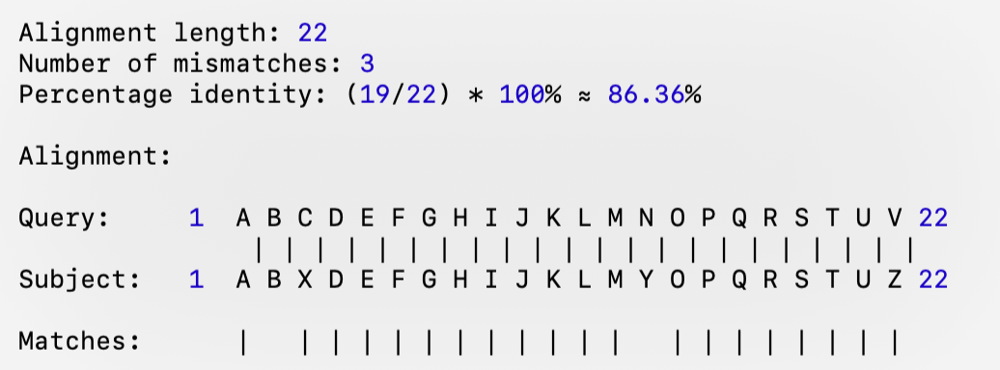 Alignment length: 22
Number of mismatches: 3
Percentage identity: (19/22) * 100% ≈ 86.36%
Alignment:
Query: 1 A B C D E F G H I J K L M N O P Q R S T U V 22
| | | | | | | | | | | | | | | | | | | | | |
Subject: 1 A B X D E F G H I J K L M Y O P Q R S T U Z 22
Matches: |   | | | | | | | | | | |   | | | | | | | |